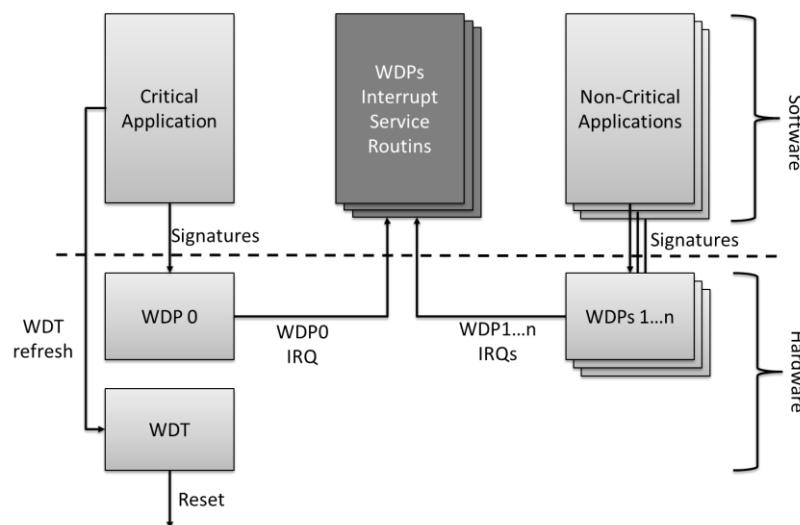 Critical
Application
WDPs
Interrupt
Service
Routins
Non-Critical
Applications
Software
Signatures
Signatures
WDP 0
WDPs 1...n
WDT
refresh
WDP0
IRQ
WDP1...n
IRQs
Hardware
WDT
Reset